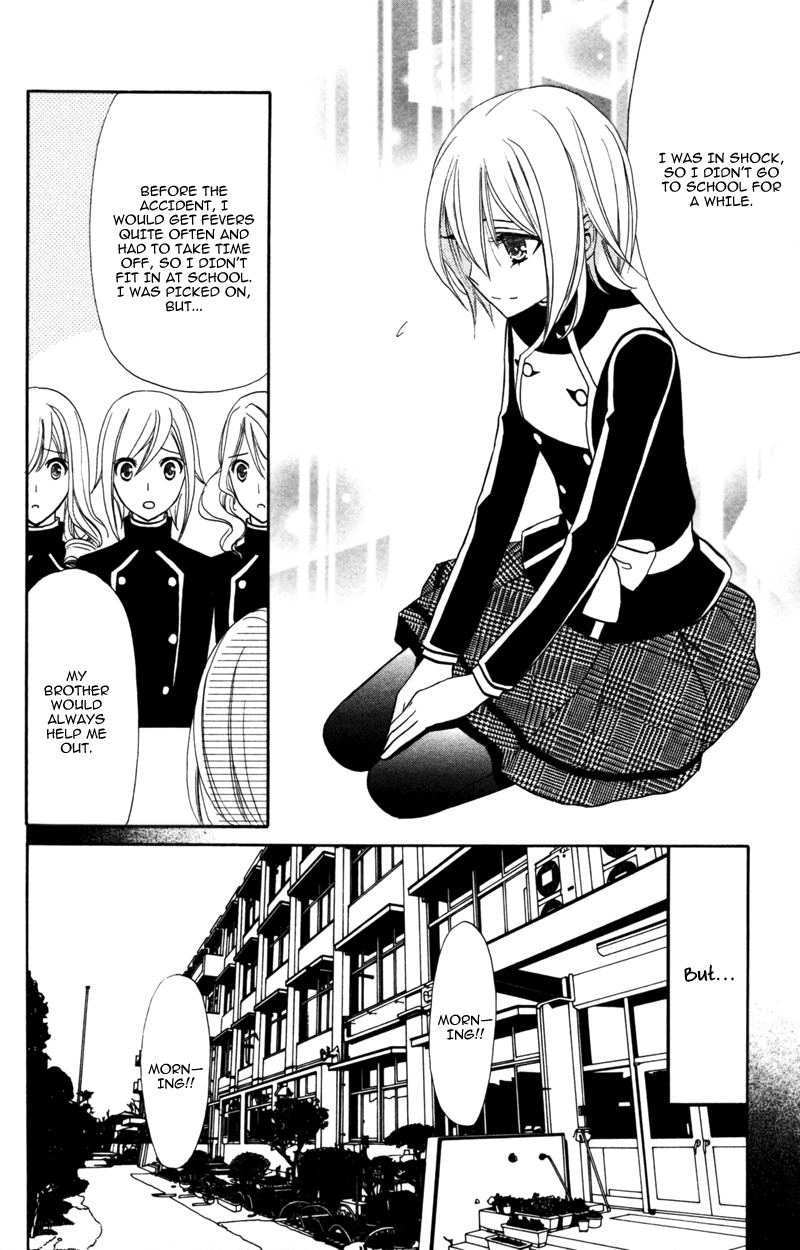 I WAS IN SHOCK,
SO I DIDN'T GO
TO SCHOOL FOR
A WHILE.
BEFORE THE
ACCIDENT, I
WOULD GET FEVERS
QUITE OFTEN AND
HAD TO TAKE TIME
OFF, SO I DIDN'T
FIT IN AT SCHOOL.
I WAS PICKED ON,
BUT...
MY
BROTHER
WOULD
ALWAYS
HELP ME
OUT.
But...
MORN—
ING!!
MORN—
ING!!